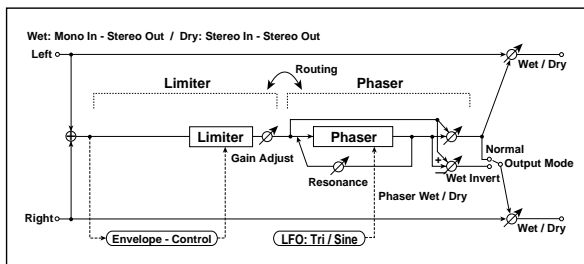 Wet: Mono In - Stereo Out / Dry: Stereo In - Stereo Out
Left
Wet / Dry
Routing
Limiter
Phaser
Limiter
Phaser
Normal
Gain Adjust
Output Mode
+
Resonance
Wet Invert
−
Phaser Wet / Dry
Right
Wet / Dry
Envelope - Control
LFO: Tri / Sine